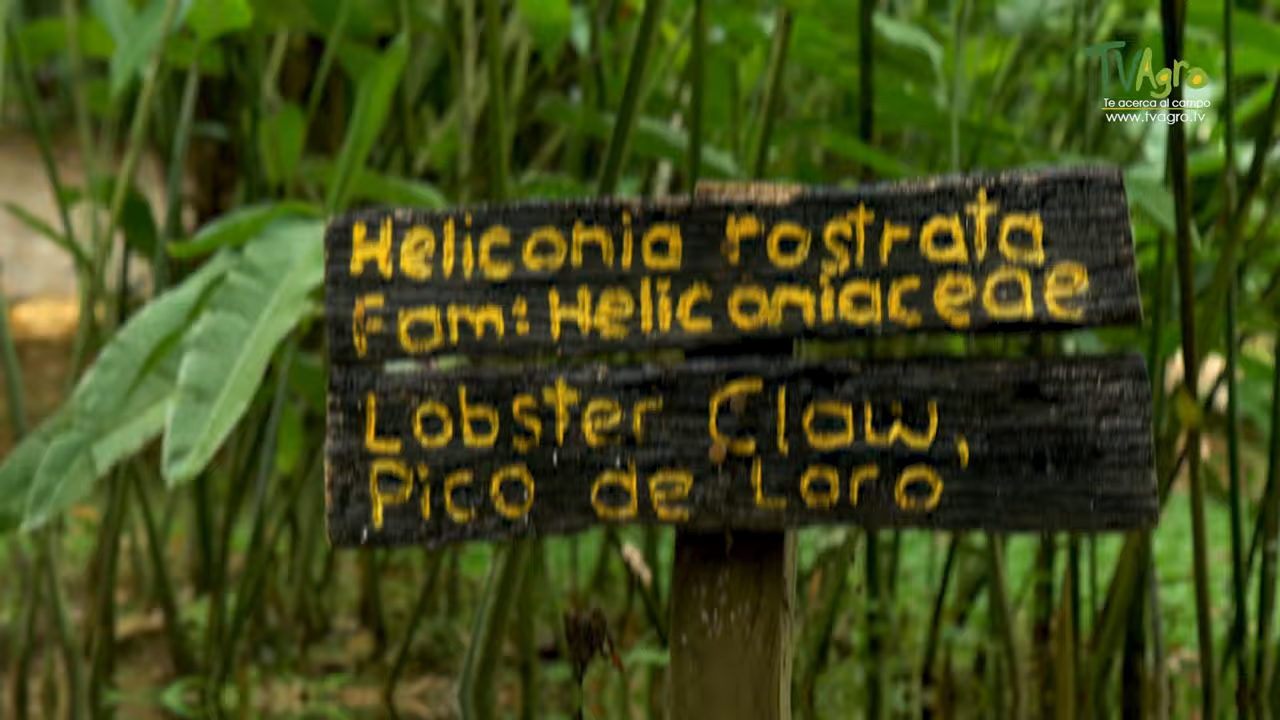 TVAgro
Te acerca al campo
www.tvagro.tv
Heliconia rostrata
Fam: Heliconiaceae
Lobster Claw,
Pico de Loro